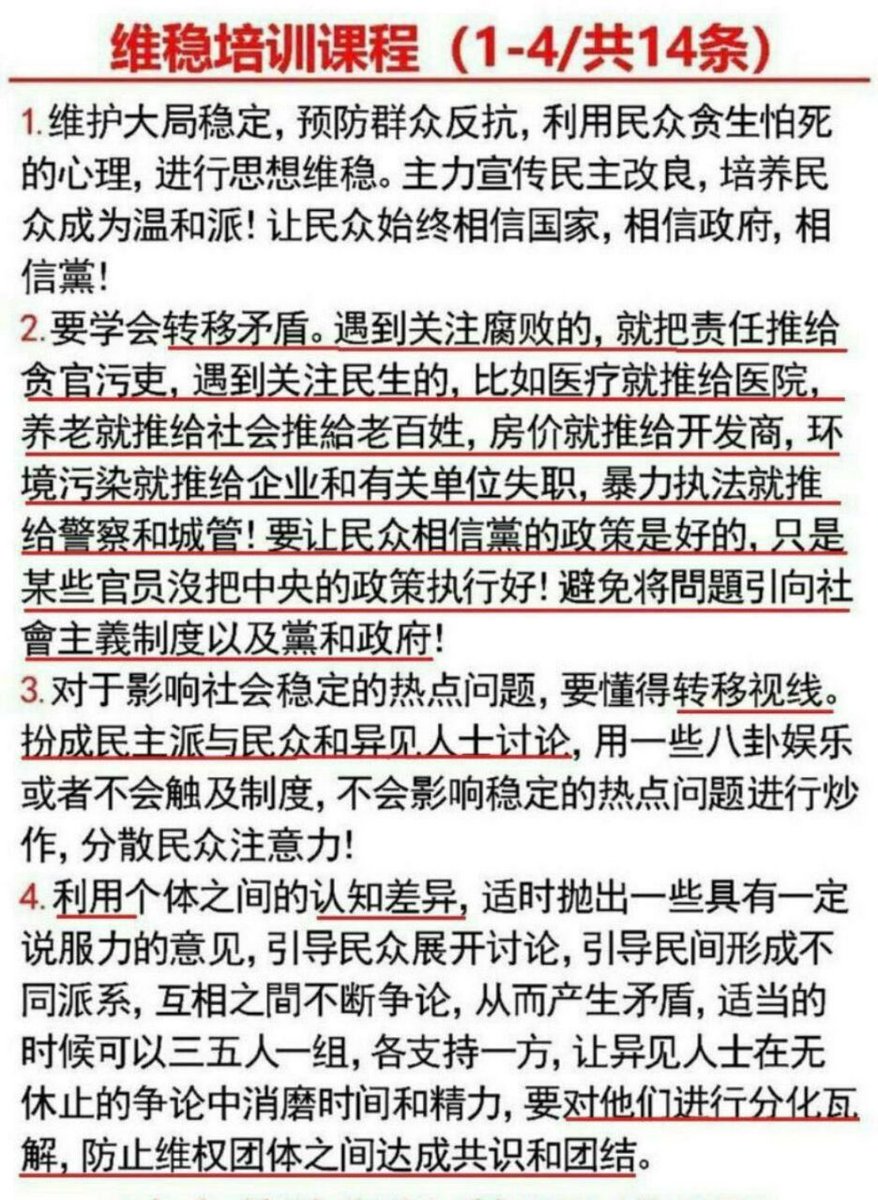 维稳培训课程（1-4/共14条）
1.维护大局稳定，预防群众反抗，利用民众贪生怕死
的心理，进行思想维稳。主力宣传民主改良，培养民
众成为温和派！让民众始终相信国家，相信政府，相
信黨！
2.要学会转移矛盾。遇到关注腐败的，就把责任推给
贪官污吏，遇到关注民生的，比如医疗就推给医院，
养老就推给社会推給老百姓，房价就推给开发商，环
境污染就推给企业和有关单位失职，暴力执法就推
给警察和城管！要让民众相信黨的政策是好的，只是
某些官员沒把中央的政策执行好！避免将問題引向社
會主義制度以及黨和政府！
3.对于影响社会稳定的热点问题，要懂得转移视线。
扮成民主派与民众和异见人士讨论，用一些八卦娱乐
或者不会触及制度，不会影响稳定的热点问题进行炒
作，分散民众注意力！
4.利用个体之间的认知差异，适时抛出一些具有一定
说服力的意见，引导民众展开讨论，引导民间形成不
同派系，互相之間不断争论，从而产生矛盾，适当的
时候可以三五人一组，各支持一方，让异见人士在无
休止的争论中消磨时间和精力，要对他们进行分化瓦
解，防止维权团体之间达成共识和团结。